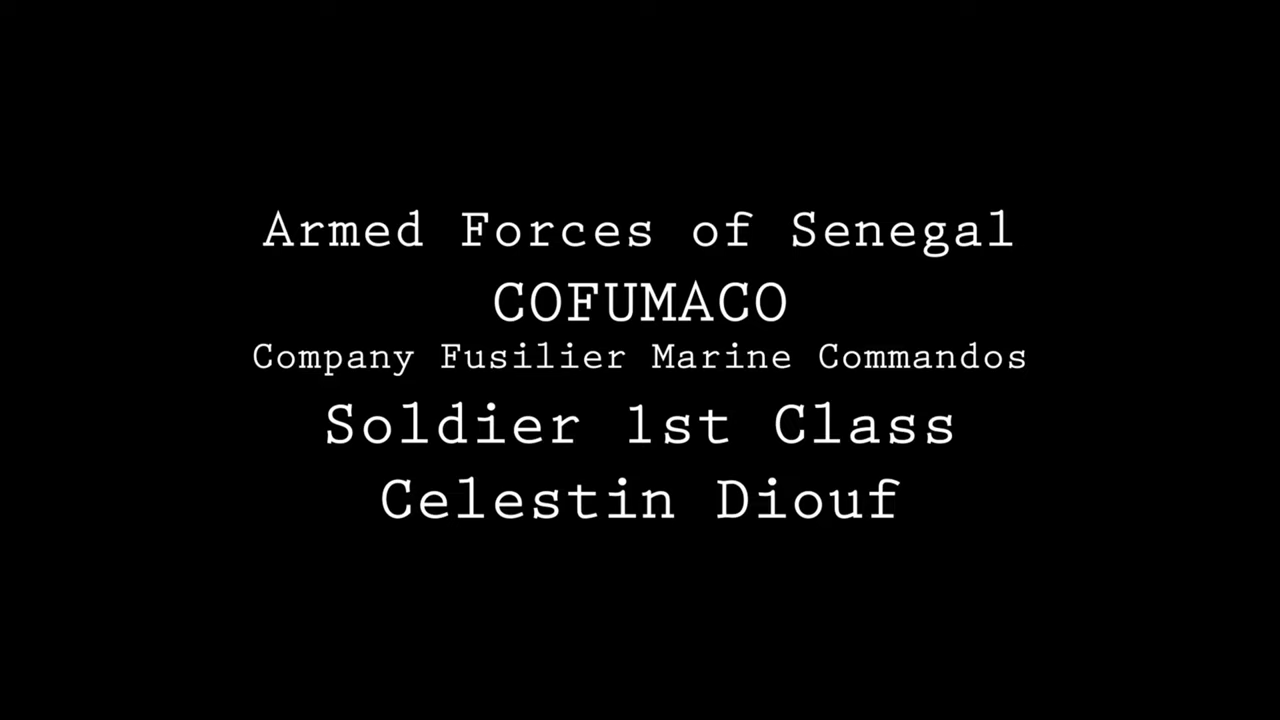 Armed Forces of Senegal
COFUMACO
Company Fusilier Marine Commandos
Soldier 1st Class
Celestin Diouf